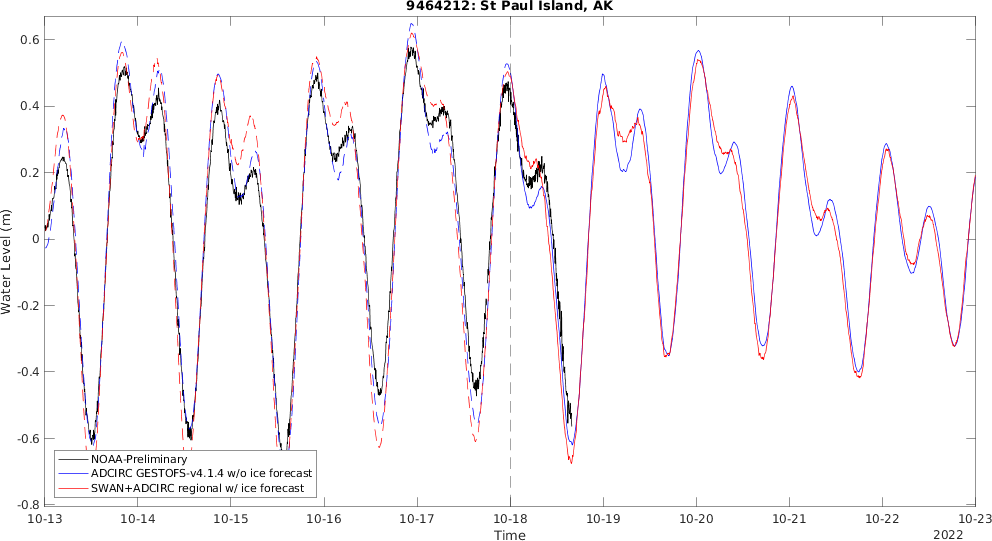 9464212: St Paul Island, AK
Water Level (m)
0.6
0.4
0.2
0
-0.2
-0.4
-0.6
-0.8
NOAA-Preliminary
ADCIRC GESTOFS-v4.1.4 w/o ice forecast
SWAN+ADCIRC regional w/ ice forecast
10-13 10-14 10-15 10-16 10-17 10-18 10-19 10-20 10-21 10-22 10-23
Time
2022